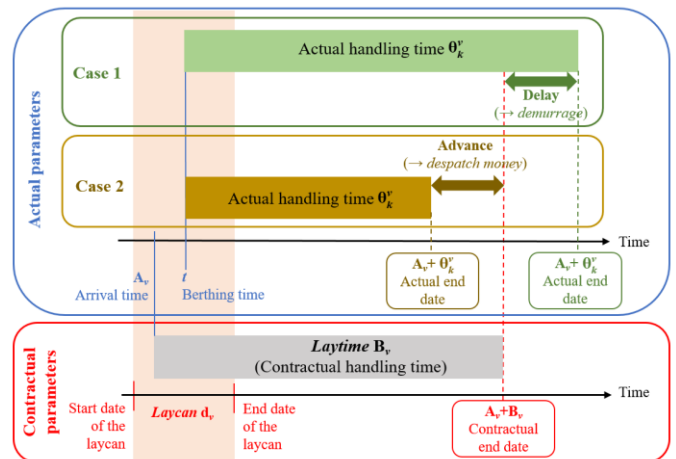 Actual parameters
Case 1
Actual handling time θ_k^v
Delay
(→ demurrage)
Advance
(→ despatch money)
Case 2
Actual handling time θ_k^v
Time
A_v
Arrival time
t
Berthing time
A_v+ θ_k^v
Actual end
date
A_v+ θ_k^v
Actual end
date
Contractual
parameters
Laytime B_v
(Contractual handling time)
Time
Start date
of the
laycan
Laycan d_v
End date
of the
laycan
A_v+B_v
Contractual
end date